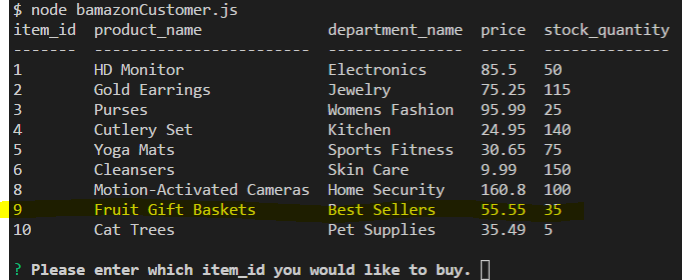 $ node bamazonCustomer.js
item_id  product_name              department_name  price  stock_quantity
-------  ------------------------  ---------------  -----  --------------
1        HD Monitor                Electronics      85.5   50
2        Gold Earrings             Jewelry          75.25  115
3        Purses                    Womens Fashion   95.99  25
4        Cutlery Set               Kitchen          24.95  140
5        Yoga Mats                 Sports Fitness   30.65  75
6        Cleansers                 Skin Care        9.99   150
8        Motion-Activated Cameras  Home Security    160.8  100
9        Fruit Gift Baskets        Best Sellers     55.55  35
10       Cat Trees                 Pet Supplies     35.49  5
? Please enter which item_id you would like to buy.